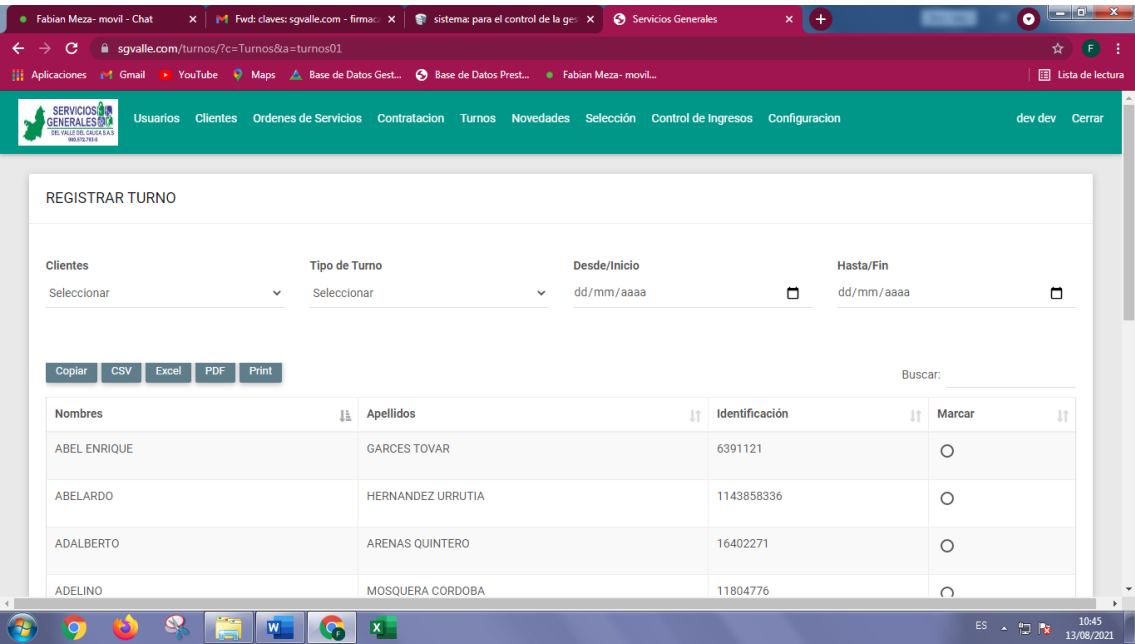 Fabian Meza- movil - Chat
Fwd: claves: sgvalle.com - firmac
sistema: para el control de la ges
Servicios Generales
sgvalle.com/turnos/?c=Turnos&a=turnos01
F
Aplicaciones Gmail YouTube Maps Base de Datos Gest... Base de Datos Prest... Fabian Meza- movil... Lista de lectura
SERVICIOS
GENERALES
DEL VALLE DEL CAUCA S.A.S
Usuarios Clientes Ordenes de Servicios Contratacion Turnos Novedades Selección Control de Ingresos Configuracion dev dev Cerrar
REGISTRAR TURNO
Clientes Tipo de Turno Desde/Inicio Hasta/Fin
Seleccionar Seleccionar dd/mm/aaaa dd/mm/aaaa
Copiar CSV Excel PDF Print
Buscar:
Nombres Apellidos Identificación Marcar
ABEL ENRIQUE GARCES TOVAR 6391121
ABELARDO HERNANDEZ URRUTIA 1143858336
ADALBERTO ARENAS QUINTERO 16402271
ADELINO MOSQUERA CORDOBA 11804776
ES 10:45
13/08/2021